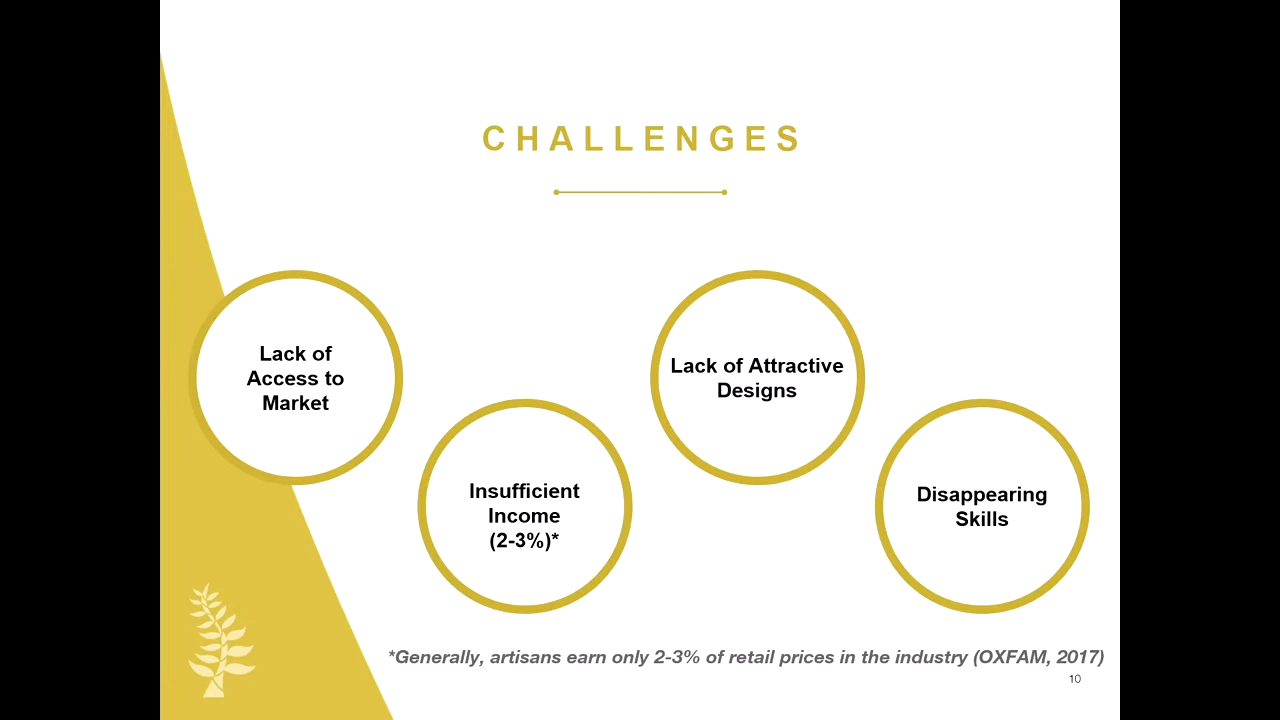 CHALLENGES
Lack of
Access to
Market
Insufficient
Income
(2-3%)*
Lack of Attractive
Designs
Disappearing
Skills
*Generally, artisans earn only 2-3% of retail prices in the industry (OXFAM, 2017)
10